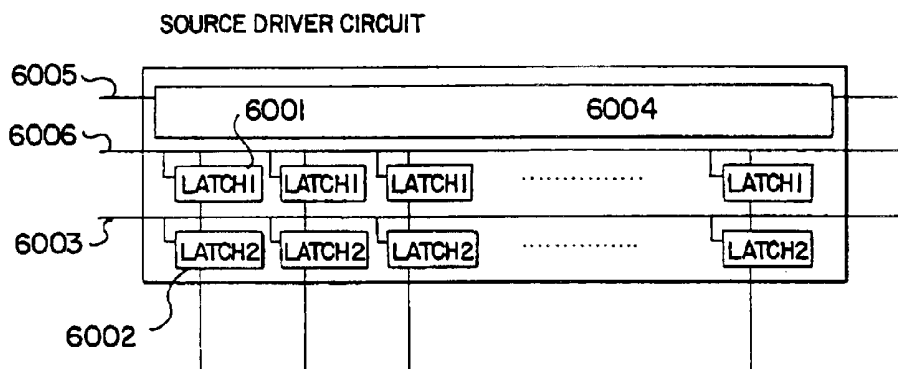 SOURCE DRIVER CIRCUIT
6005
6001 6004
6006
LATCH1 LATCH1 LATCH1 LATCH1
6003
LATCH2 LATCH2 LATCH2 LATCH2
6002